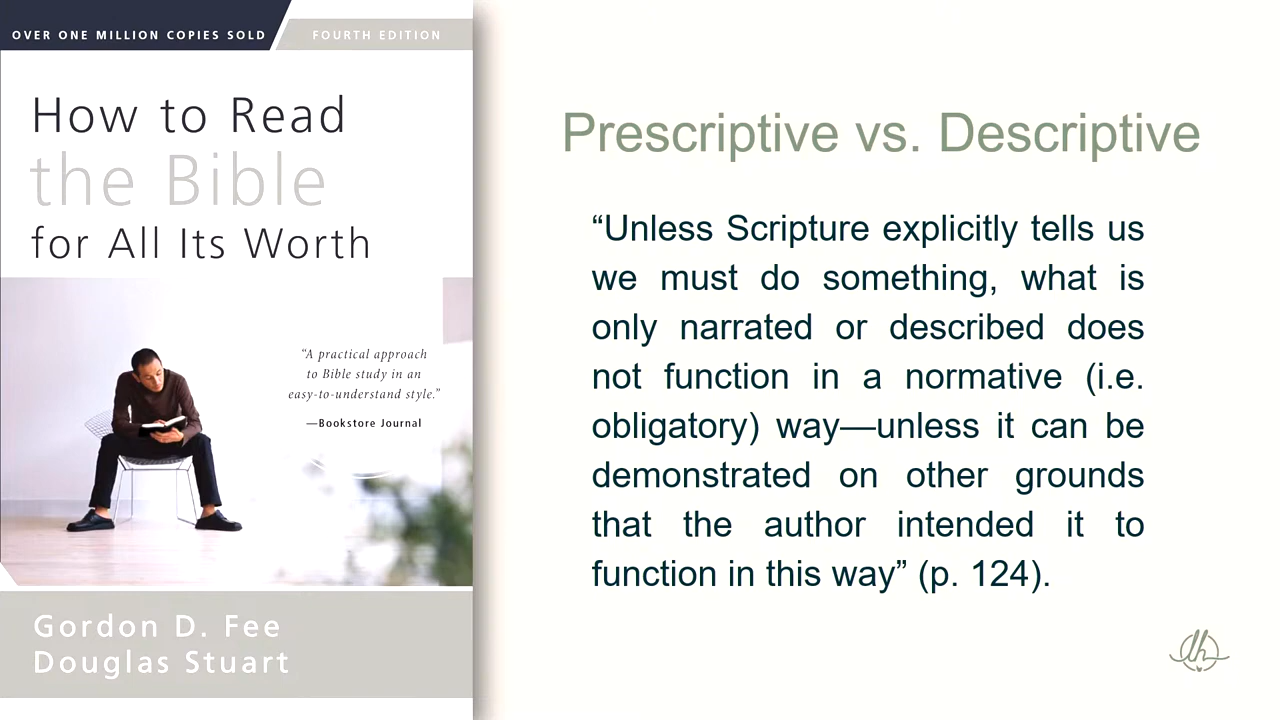 OVER ONE MILLION COPIES SOLD
FOURTH EDITION
How to Read
the Bible
for All Its Worth
“A practical approach
to Bible study in an
easy-to-understand style.”
—Bookstore Journal
Gordon D. Fee
Douglas Stuart
Prescriptive vs. Descriptive
“Unless Scripture explicitly tells us
we must do something, what is
only narrated or described does
not function in a normative (i.e.
obligatory) way—unless it can be
demonstrated on other grounds
that the author intended it to
function in this way” (p. 124).